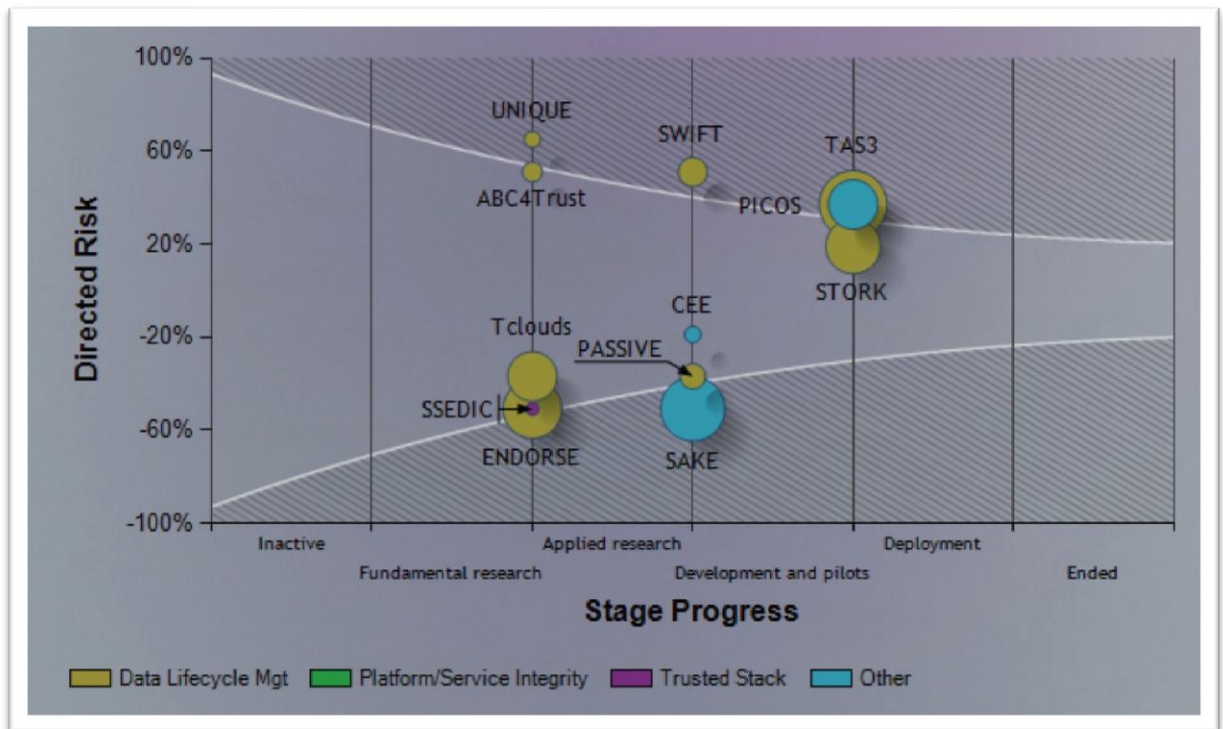 100%
UNIQUE
SWIFT
TAS3
60%
ABC4Trust
PICOS
20%
STORK
CEE
Tclouds
-20%
PASSIVE
SSEDIC
-60%
ENDORSE
SAKE
-100%
Directed Risk
Inactive
Applied research
Deployment
Fundamental research
Development and pilots
Ended
Stage Progress
Data Lifecycle Mgt
Platform/Service Integrity
Trusted Stack
Other